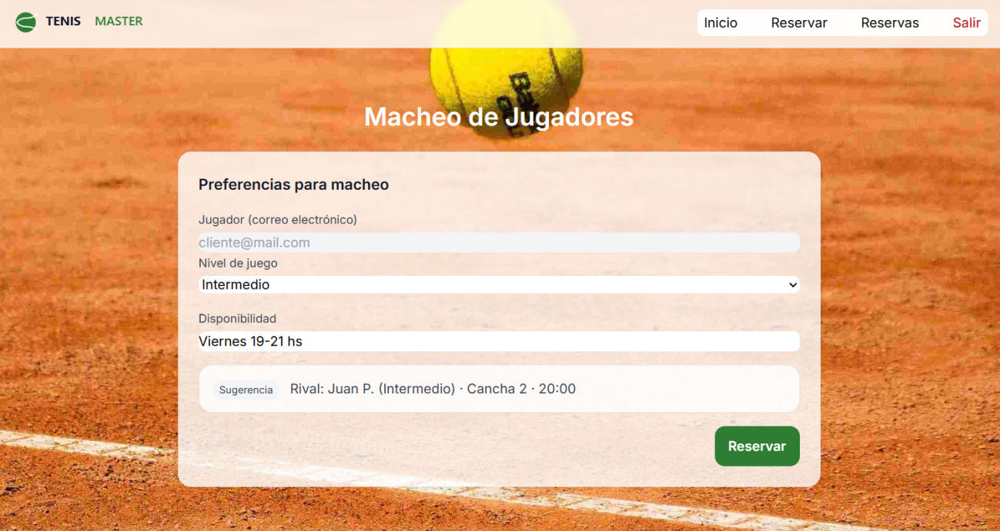 TENIS MASTER
Inicio Reservar Reservas Salir
Macheo de Jugadores
Preferencias para macheo
Jugador (correo electrónico)
cliente@mail.com
Nivel de juego
Intermedio
Disponibilidad
Viernes 19-21 hs
Sugerencia Rival: Juan P. (Intermedio) · Cancha 2 · 20:00
Reservar